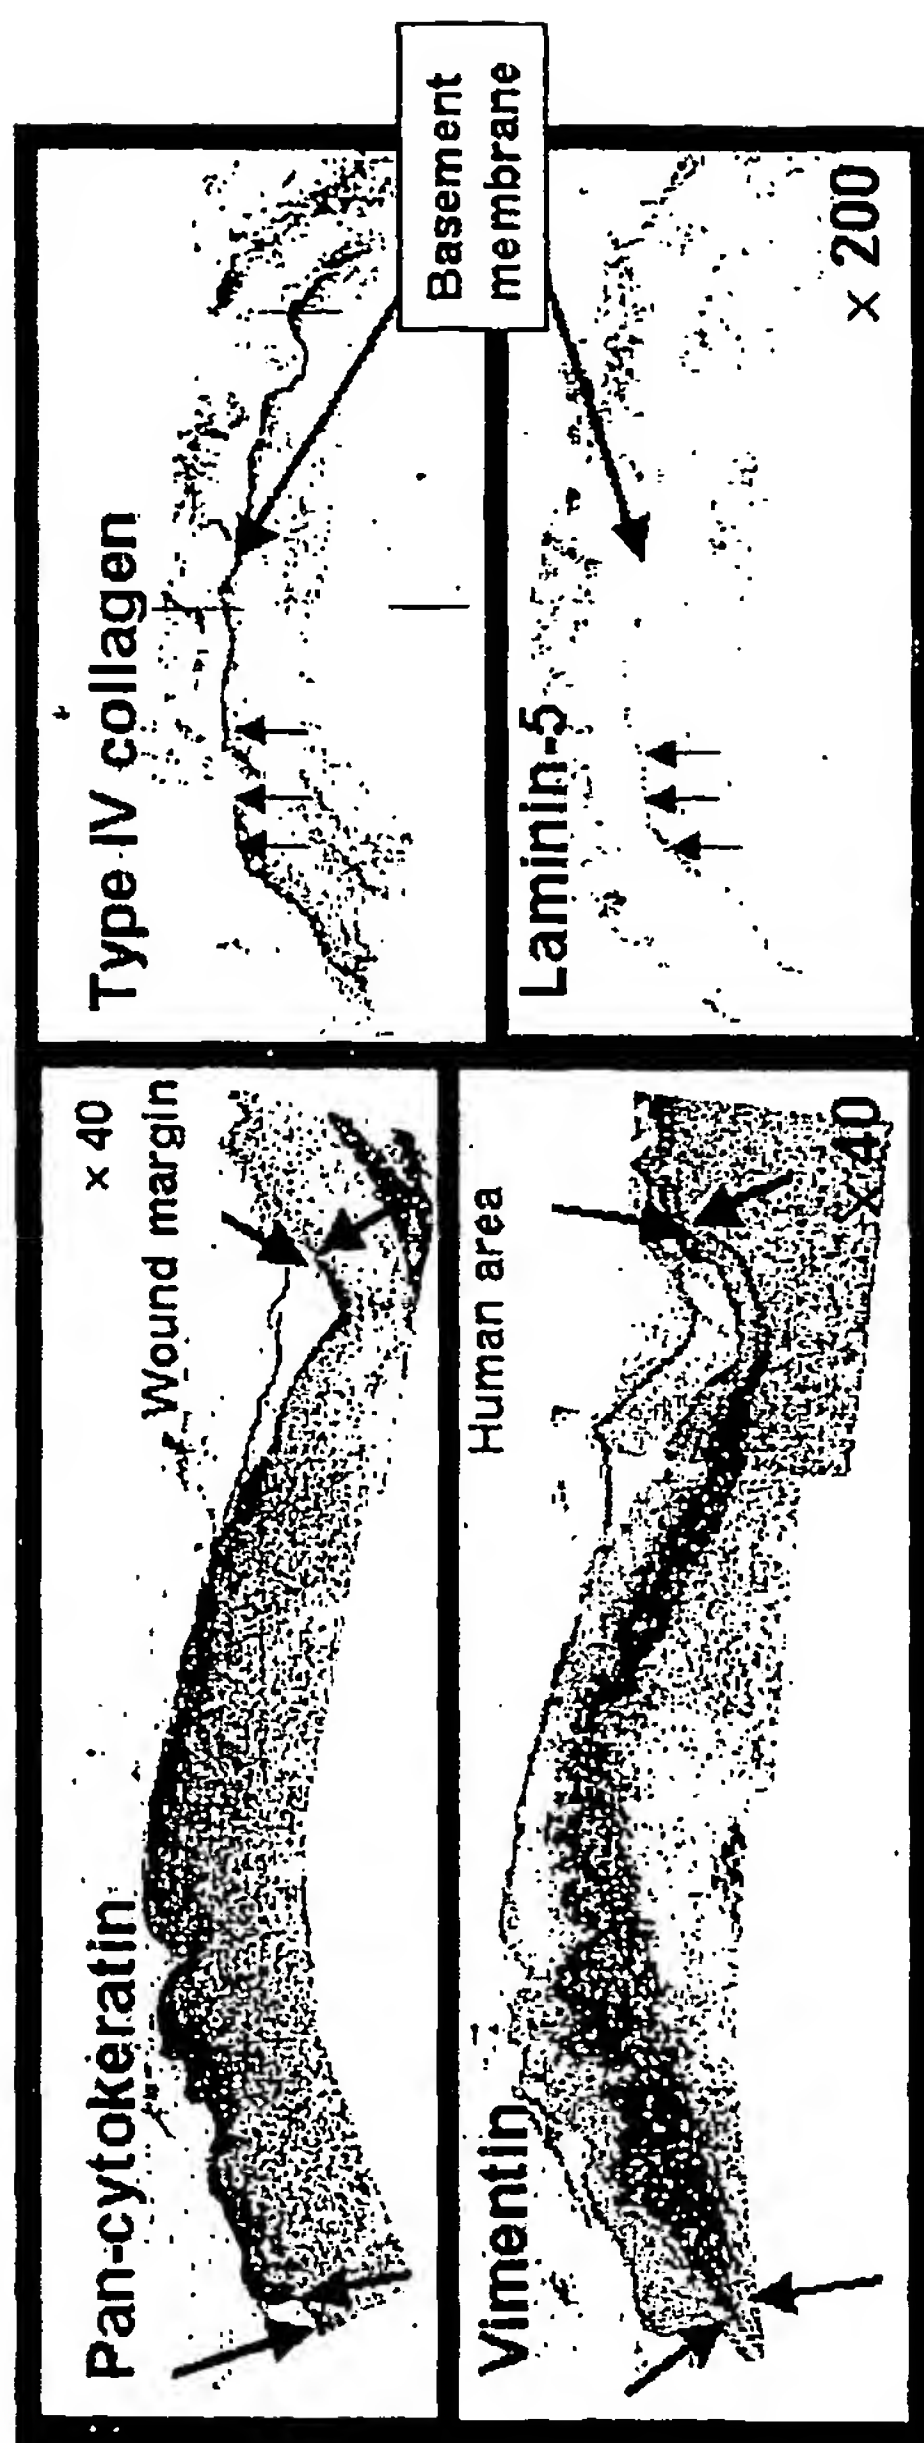 Pan-cytokeratin
× 40
Wound margin
Type IV collagen
Basement
membrane
Vimentin
Human area
× 40
Laminin-5
× 200